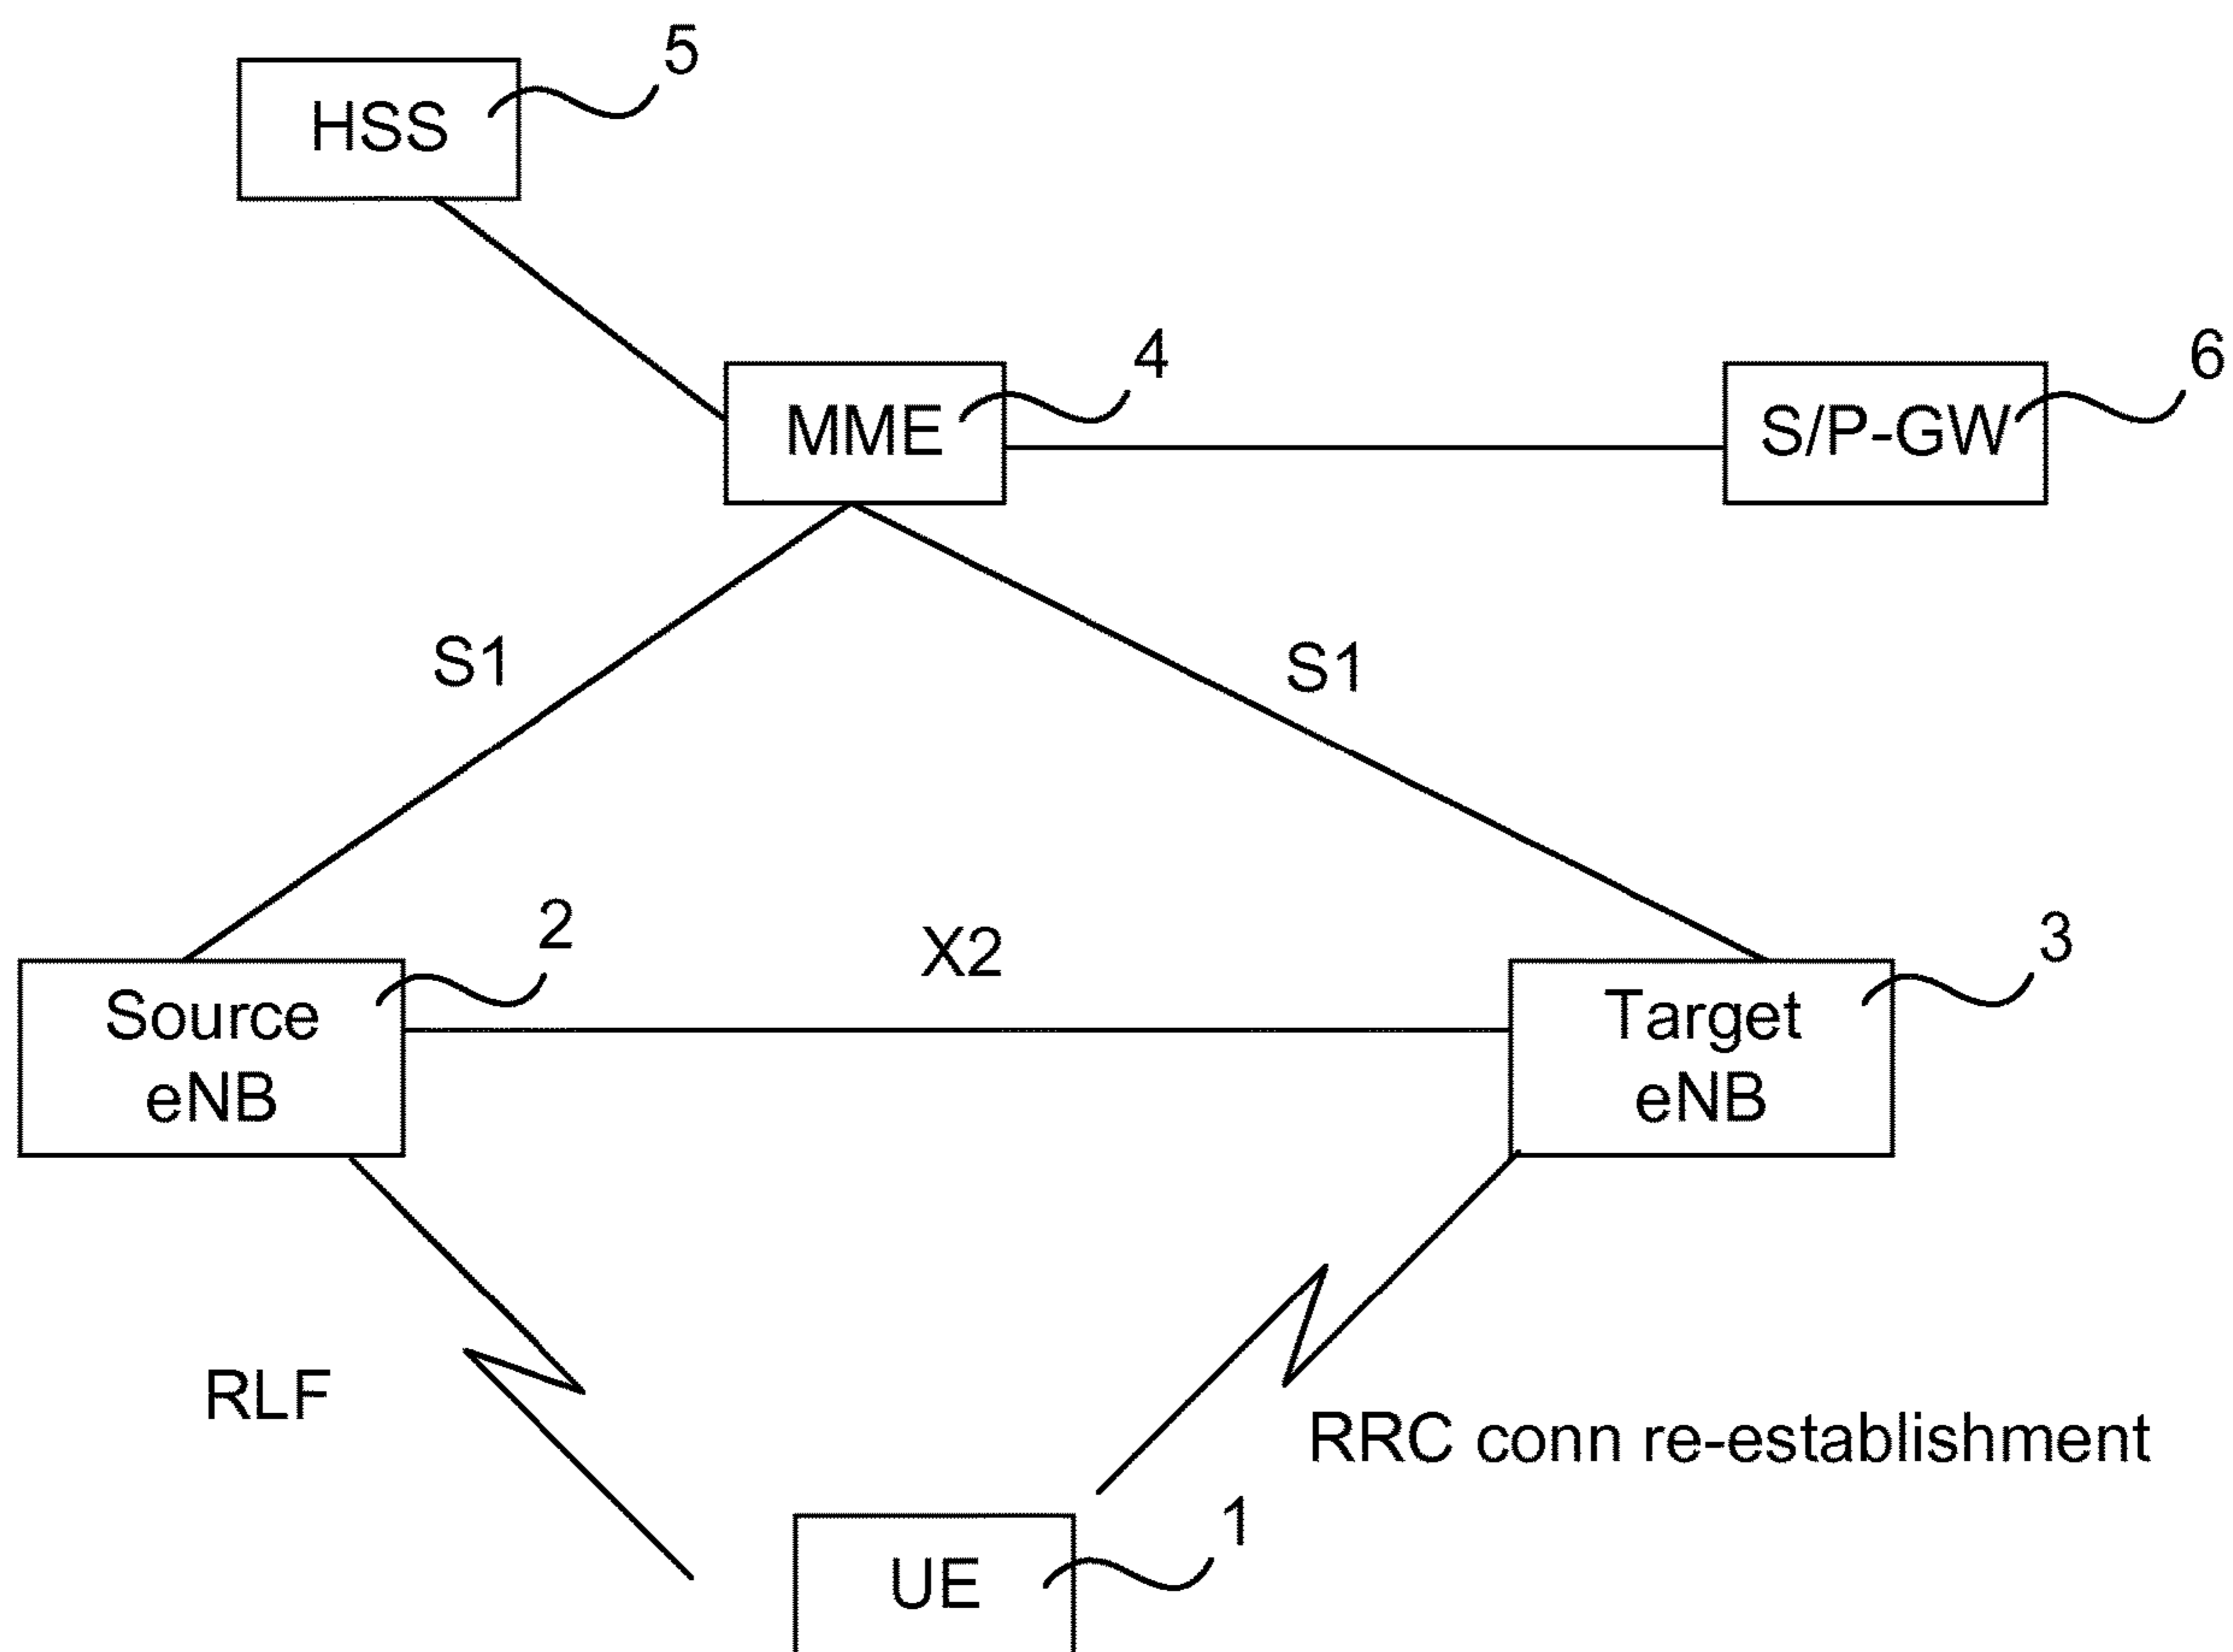 5
HSS
4
MME
6
S/P-GW
S1
S1
2
Source
eNB
X2
3
Target
eNB
RLF
RRC conn re-establishment
1
UE